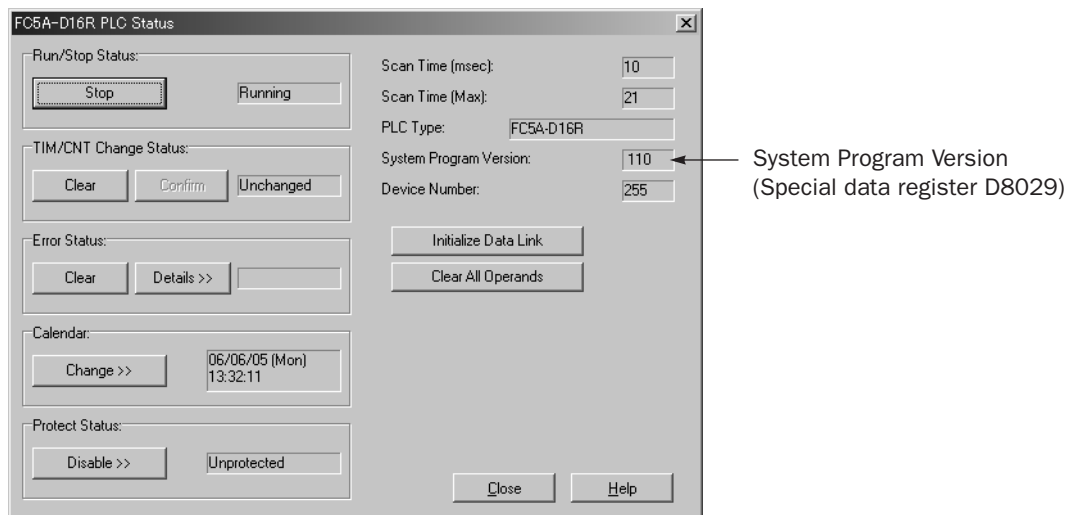 FC5A-D16R PLC Status
Run/Stop Status:
Stop
Running
TIM/CNT Change Status:
Clear
Confirm
Unchanged
Error Status:
Clear
Details >>
Calendar:
Change >>
06/06/05 (Mon)
13:32:11
Protect Status:
Disable >>
Unprotected
Scan Time (msec):
10
Scan Time (Max):
21
PLC Type:
FC5A-D16R
System Program Version:
110
Device Number:
255
Initialize Data Link
Clear All Operands
Close
Help
System Program Version
(Special data register D8029)